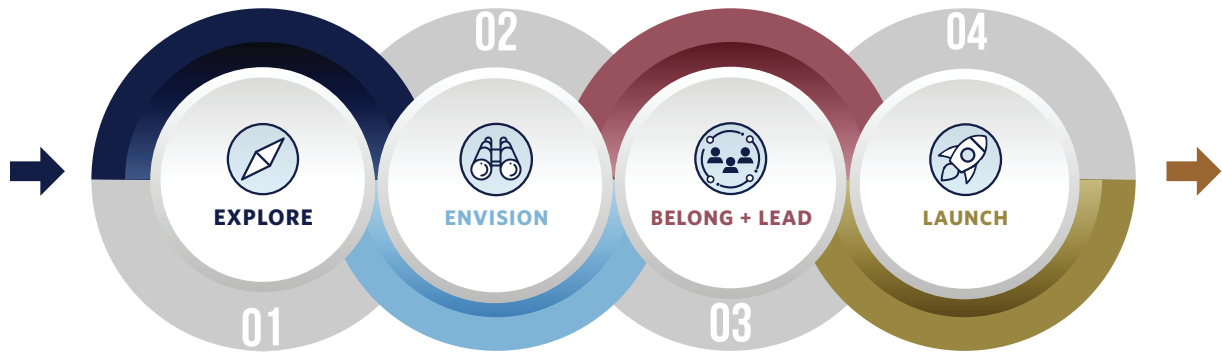 01
EXPLORE
02
ENVISION
03
BELONG + LEAD
04
LAUNCH